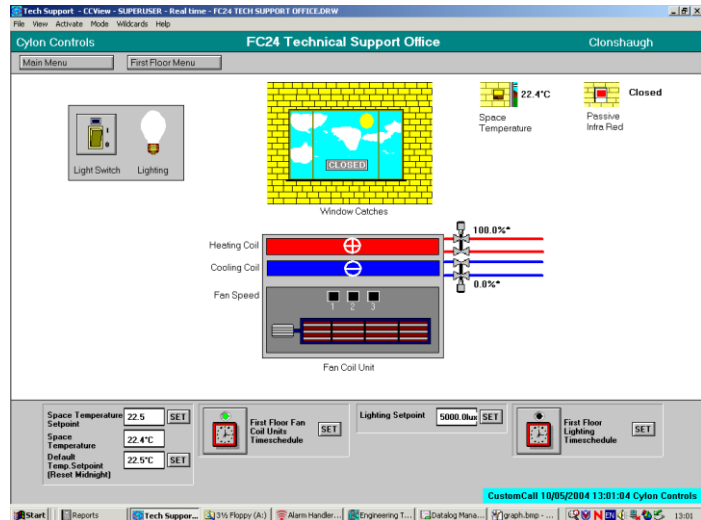 Tech Support - CCView - SUPERUSER - Real time - FC24 TECH SUPPORT OFFICE.DRW
File View Activate Mode Wildcards Help
Cylon Controls FC24 Technical Support Office Clonshaugh
Main Menu First Floor Menu
22.4°C Closed
Space Temperature
Passive Infra Red
Light Switch Lighting
CLOSED
Window Catches
100.0%*
Heating Coil
Cooling Coil
0.0%*
Fan Speed
1 2 3
Fan Coil Unit
Space Temperature Setpoint 22.5 SET
Space Temperature 22.4°C
Default Temp.Setpoint (Reset Midnight) 22.5°C SET
First Floor Fan Coil Units Timeschedule SET
Lighting Setpoint 5000.0lux SET
First Floor Lighting Timeschedule SET
CustomCall 10/05/2004 13:01:04 Cylon Controls
Start Reports Tech Suppor... 3½ Floppy (A:) Alarm Handler... Engineering T... Datalog Mana... graph.bmp - ... EN 13:01